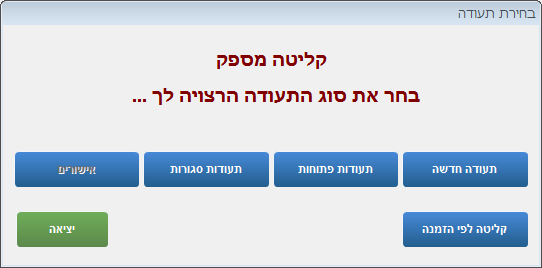 בחירת תעודה
קליטה מספק
בחר את סוג התעודה הרצויה לך ...
תעודה חדשה
תעודות פתוחות
תעודות סגורות
אישורים
קליטה לפי הזמנה
יציאה